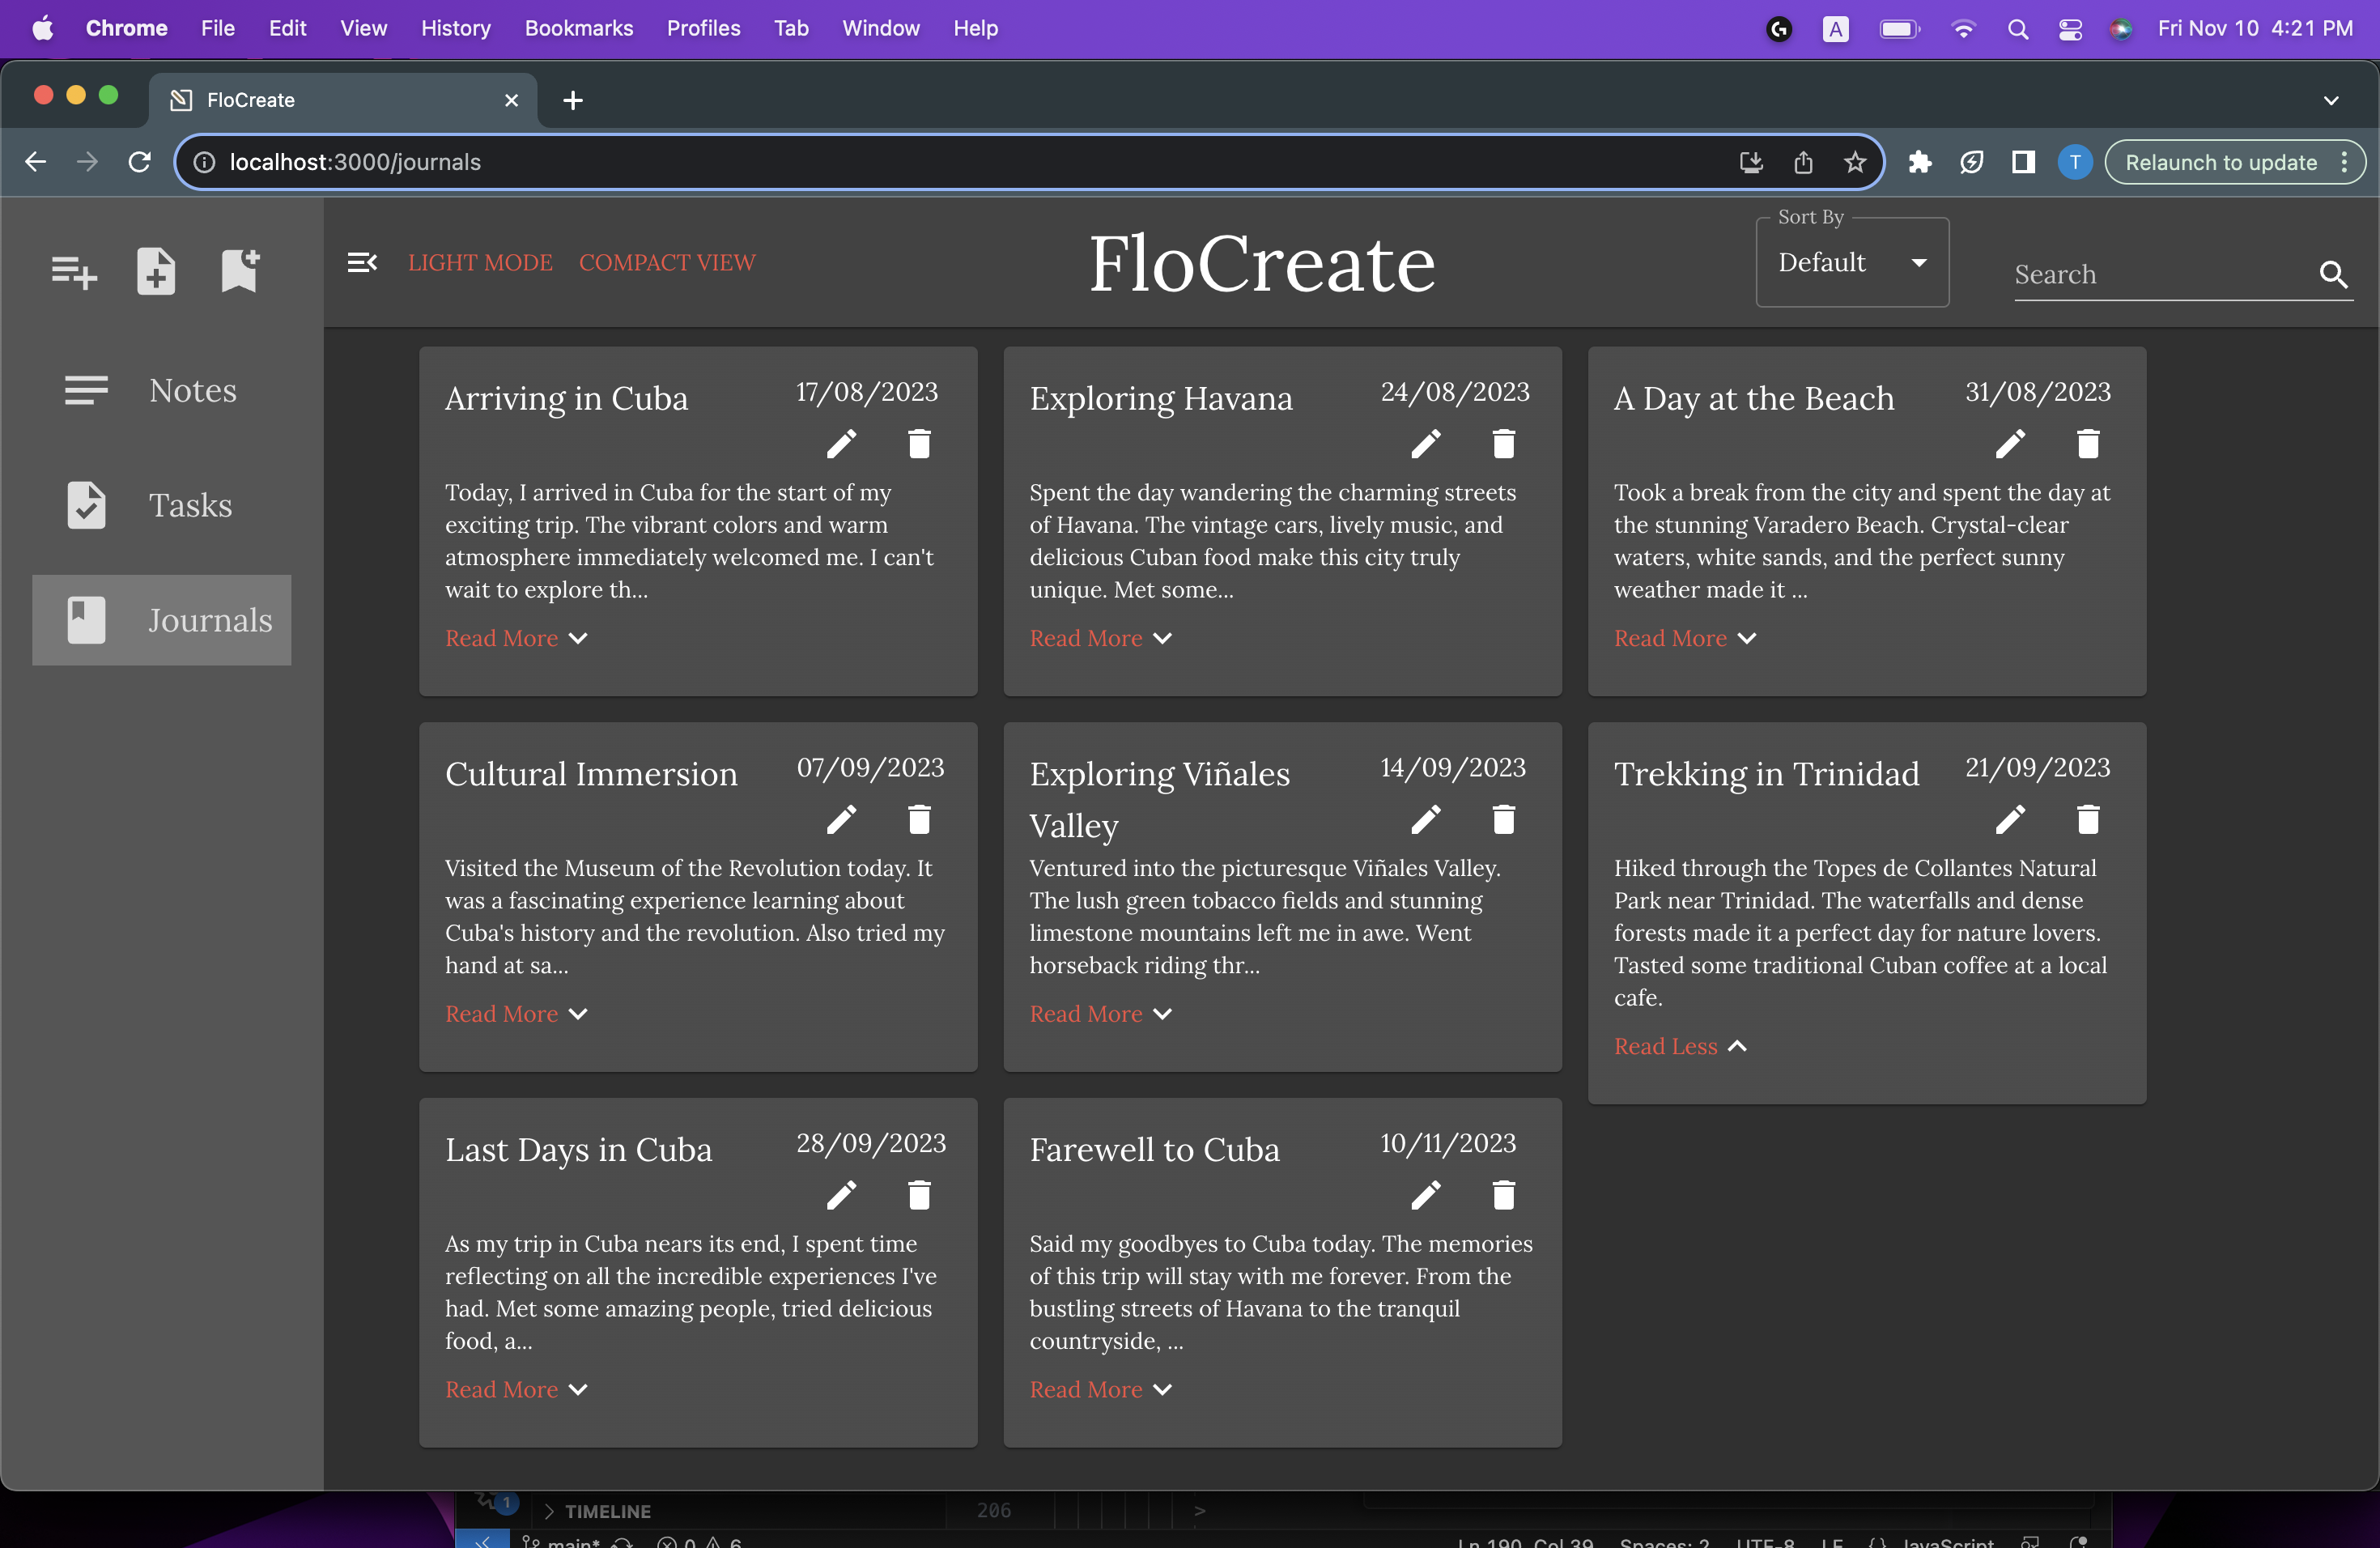 Chrome File Edit View History Bookmarks Profiles Tab Window Help
A
Fri Nov 10 4:21 PM
FloCreate
localhost:3000/journals
T
Relaunch to update
LIGHT MODE COMPACT VIEW
FloCreate
Sort By
Default
Search
Notes
Tasks
Journals
Arriving in Cuba
17/08/2023
Today, I arrived in Cuba for the start of my
exciting trip. The vibrant colors and warm
atmosphere immediately welcomed me. I can't
wait to explore th...
Read More
Exploring Havana
24/08/2023
Spent the day wandering the charming streets
of Havana. The vintage cars, lively music, and
delicious Cuban food make this city truly
unique. Met some...
Read More
A Day at the Beach
31/08/2023
Took a break from the city and spent the day at
the stunning Varadero Beach. Crystal-clear
waters, white sands, and the perfect sunny
weather made it ...
Read More
Cultural Immersion
07/09/2023
Visited the Museum of the Revolution today. It
was a fascinating experience learning about
Cuba's history and the revolution. Also tried my
hand at sa...
Read More
Exploring Viñales
Valley
14/09/2023
Ventured into the picturesque Viñales Valley.
The lush green tobacco fields and stunning
limestone mountains left me in awe. Went
horseback riding thr...
Read More
Trekking in Trinidad
21/09/2023
Hiked through the Topes de Collantes Natural
Park near Trinidad. The waterfalls and dense
forests made it a perfect day for nature lovers.
Tasted some traditional Cuban coffee at a local
cafe.
Read Less
Last Days in Cuba
28/09/2023
As my trip in Cuba nears its end, I spent time
reflecting on all the incredible experiences I've
had. Met some amazing people, tried delicious
food, a...
Read More
Farewell to Cuba
10/11/2023
Said my goodbyes to Cuba today. The memories
of this trip will stay with me forever. From the
bustling streets of Havana to the tranquil
countryside, ...
Read More
1
TIMELINE
206 >
main* 0 6 Ln 190, Col 39 Spaces: 2 UTF-8 LF {} JavaScript